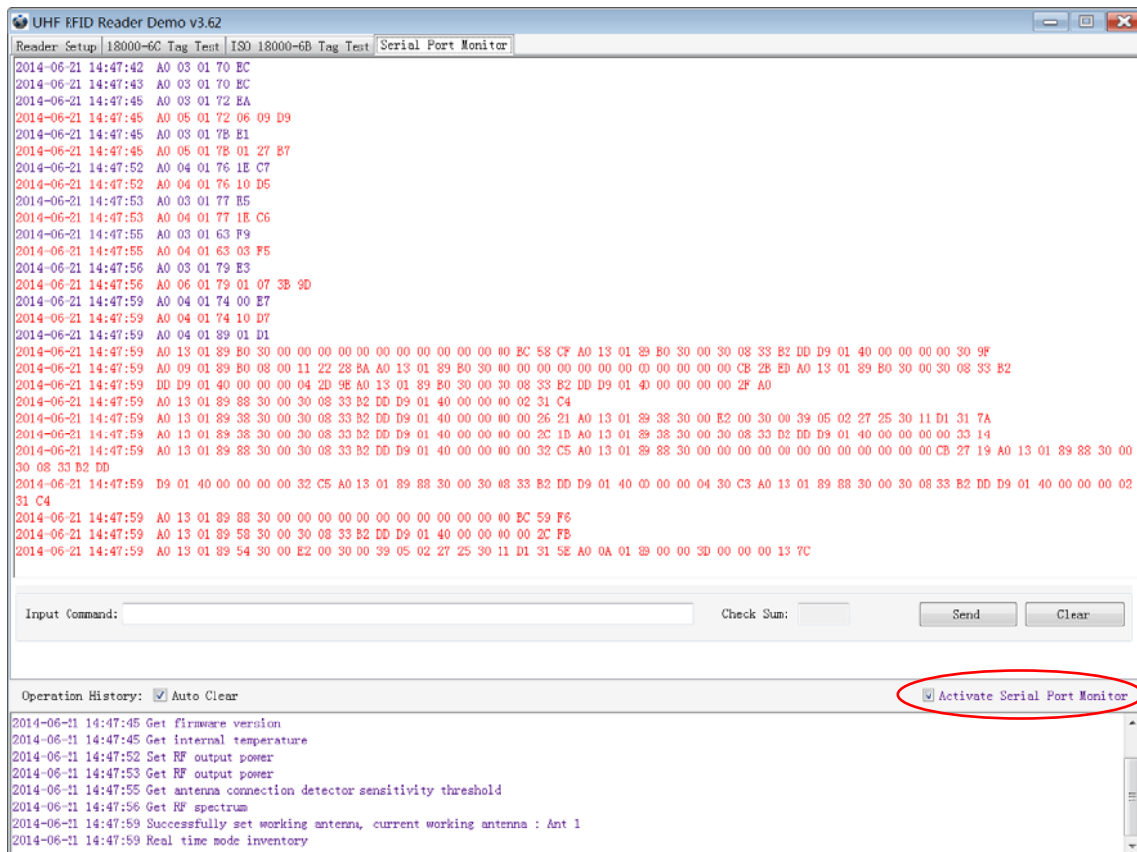 UHF RFID Reader Demo v3.62
Reader Setup 18000-6C Tag Test ISO 18000-6B Tag Test Serial Port Monitor
2014-06-21 14:47:42 A0 03 01 70 EC
2014-06-21 14:47:43 A0 03 01 70 EC
2014-06-21 14:47:45 A0 03 01 72 EA
2014-06-21 14:47:45 A0 05 01 72 06 09 D9
2014-06-21 14:47:45 A0 03 01 7B E1
2014-06-21 14:47:45 A0 05 01 7B 01 27 B7
2014-06-21 14:47:52 A0 04 01 76 1E C7
2014-06-21 14:47:52 A0 04 01 76 10 D5
2014-06-21 14:47:53 A0 03 01 77 E5
2014-06-21 14:47:53 A0 04 01 77 1E C6
2014-06-21 14:47:55 A0 03 01 63 F9
2014-06-21 14:47:55 A0 04 01 63 03 F5
2014-06-21 14:47:56 A0 03 01 79 E3
2014-06-21 14:47:56 A0 06 01 79 01 07 3B 9D
2014-06-21 14:47:59 A0 04 01 74 00 E7
2014-06-21 14:47:59 A0 04 01 74 10 D7
2014-06-21 14:47:59 A0 04 01 89 01 D1
2014-06-21 14:47:59 A0 13 01 89 B0 30 00 00 00 00 00 00 00 00 00 00 00 00 BC 58 CF A0 13 01 89 B0 30 00 30 08 33 B2 DD D9 01 40 00 00 00 00 30 9F
2014-06-21 14:47:59 A0 09 01 89 B0 08 00 11 22 28 BA A0 13 01 89 B0 30 00 00 00 00 00 00 00 00 00 00 00 00 CB 2B ED A0 13 01 89 B0 30 00 30 08 33 B2
2014-06-21 14:47:59 DD D9 01 40 00 00 00 04 2D 9E A0 13 01 89 B0 30 00 30 08 33 B2 DD D9 01 40 00 00 00 00 2F A0
2014-06-21 14:47:59 A0 13 01 89 88 30 00 30 08 33 B2 DD D9 01 40 00 00 00 02 31 C4
2014-06-21 14:47:59 A0 13 01 89 38 30 00 30 08 33 B2 DD D9 01 40 00 00 00 00 26 21 A0 13 01 89 38 30 00 E2 00 30 00 39 05 02 27 25 30 11 D1 31 7A
2014-06-21 14:47:59 A0 13 01 89 38 30 00 30 08 33 B2 DD D9 01 40 00 00 00 00 2C 1B A0 13 01 89 38 30 00 30 08 33 B2 DD D9 01 40 00 00 00 00 33 14
2014-06-21 14:47:59 A0 13 01 89 88 30 00 30 08 33 B2 DD D9 01 40 00 00 00 00 32 C5 A0 13 01 89 88 30 00 00 00 00 00 00 00 00 00 00 00 00 CB 27 19 A0 13 01 89 88 30 00
30 08 33 B2 DD
2014-06-21 14:47:59 D9 01 40 00 00 00 00 32 C5 A0 13 01 89 88 30 00 30 08 33 B2 DD D9 01 40 00 00 00 04 30 C3 A0 13 01 89 88 30 00 30 08 33 B2 DD D9 01 40 00 00 00 02
31 C4
2014-06-21 14:47:59 A0 13 01 89 88 30 00 00 00 00 00 00 00 00 00 00 00 00 BC 59 F6
2014-06-21 14:47:59 A0 13 01 89 58 30 00 30 08 33 B2 DD D9 01 40 00 00 00 00 2C FB
2014-06-21 14:47:59 A0 13 01 89 54 30 00 E2 00 30 00 39 05 02 27 25 30 11 D1 31 5E A0 0A 01 89 00 00 3D 00 00 00 13 7C
Input Command: Check Sum: Send Clear
Operation History: Auto Clear Activate Serial Port Monitor
2014-06-21 14:47:45 Get firmware version
2014-06-21 14:47:45 Get internal temperature
2014-06-21 14:47:52 Set RF output power
2014-06-21 14:47:53 Get RF output power
2014-06-21 14:47:55 Get antenna connection detector sensitivity threshold
2014-06-21 14:47:56 Get RF spectrum
2014-06-21 14:47:59 Successfully set working antenna, current working antenna : Ant 1
2014-06-21 14:47:59 Real time mode inventory